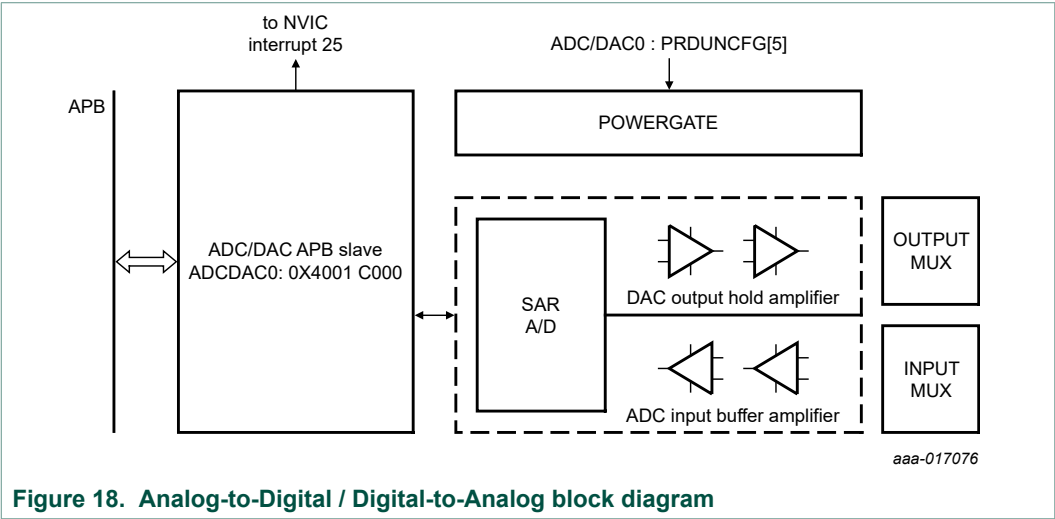 to NVIC
interrupt 25
ADC/DAC0 : PRDUNCFG[5]
APB
POWERGATE
ADC/DAC APB slave
ADCDAC0: 0X4001 C000
SAR
A/D
DAC output hold amplifier
OUTPUT
MUX
ADC input buffer amplifier
INPUT
MUX
aaa-017076
Figure 18. Analog-to-Digital / Digital-to-Analog block diagram